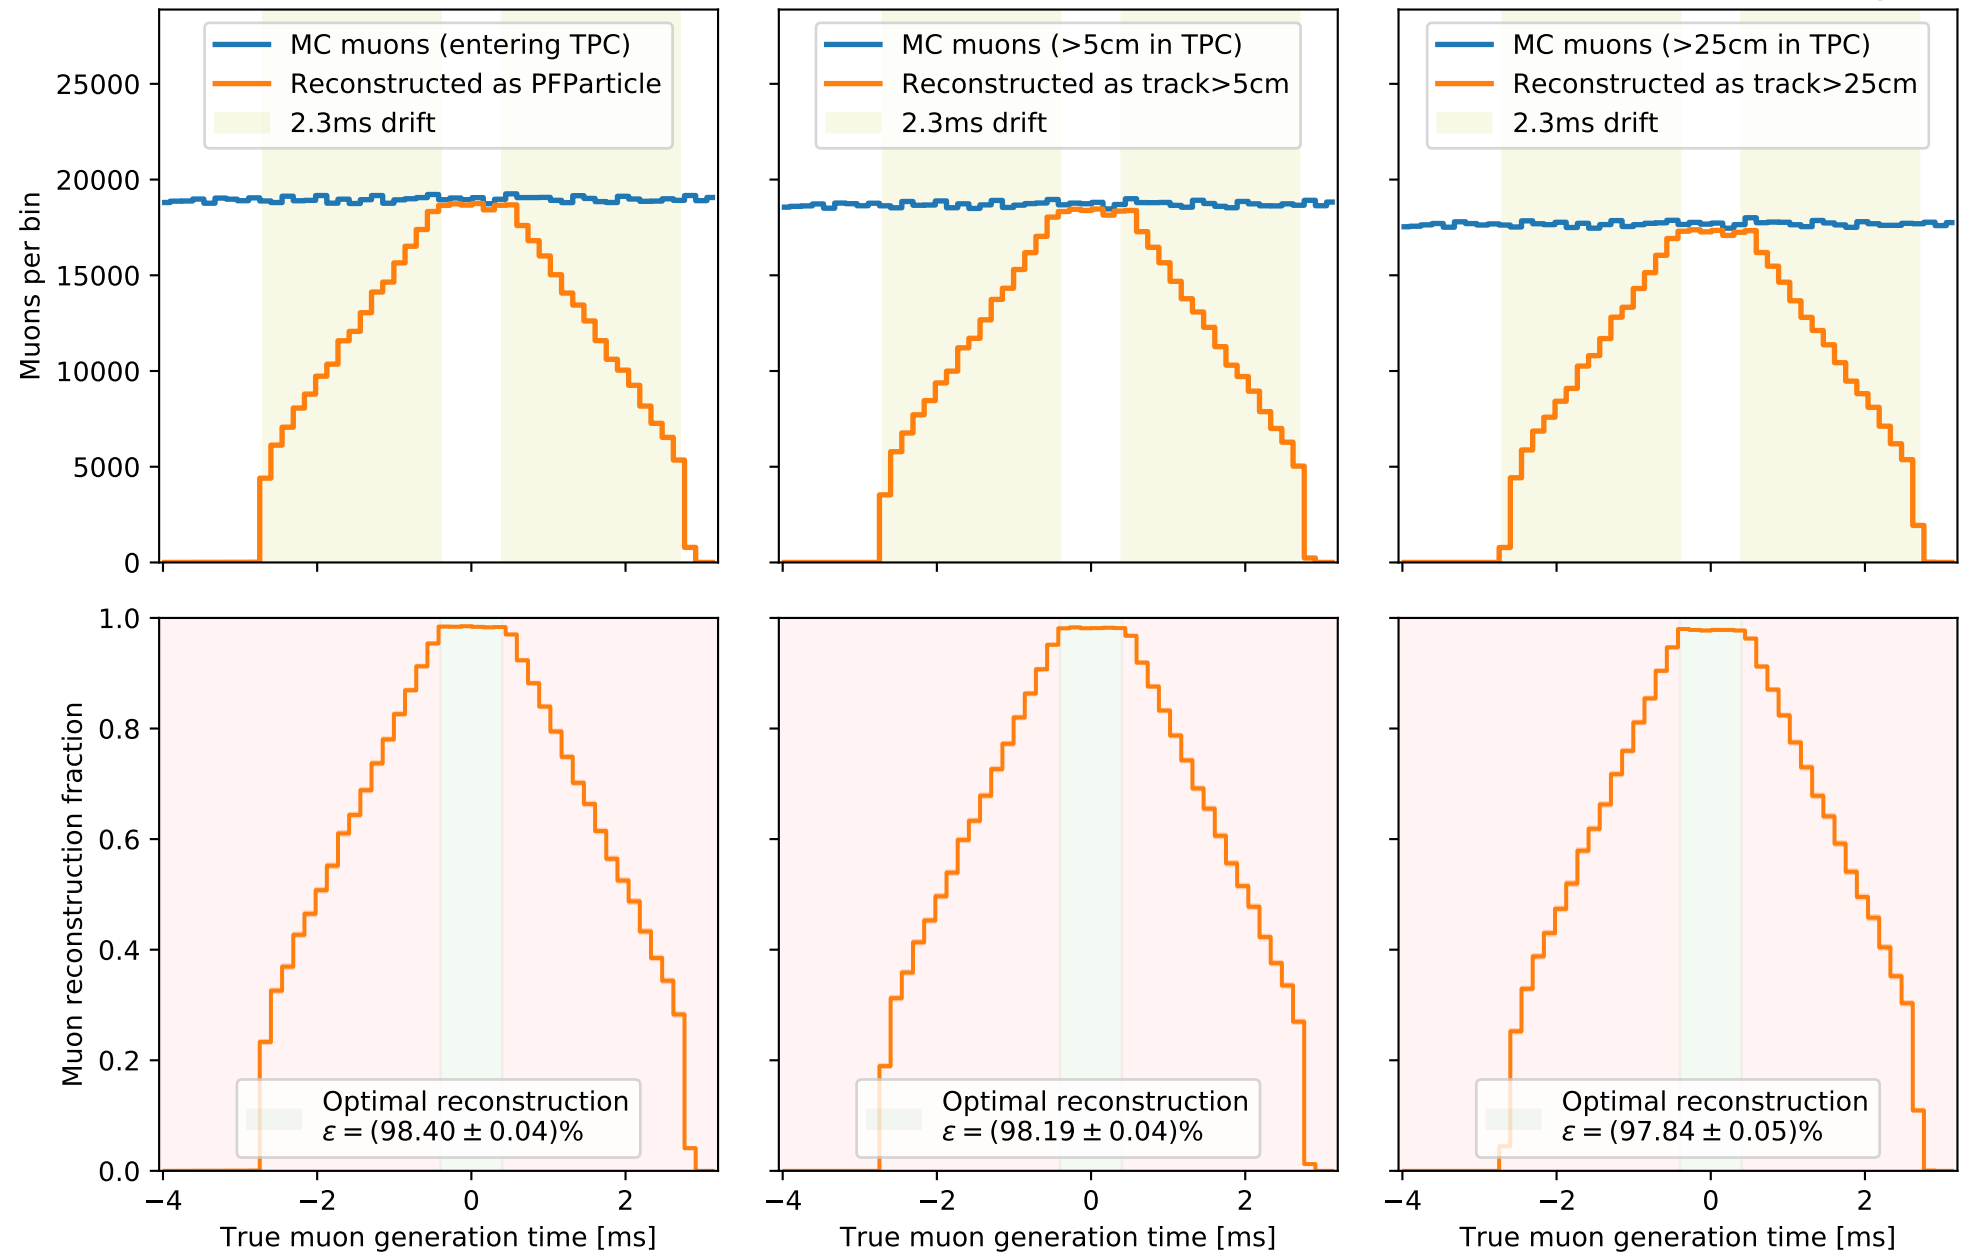 MC muons (entering TPC)
Reconstructed as PFParticle
2.3ms drift
MC muons (>5cm in TPC)
Reconstructed as track>5cm
2.3ms drift
MC muons (>25cm in TPC)
Reconstructed as track>25cm
2.3ms drift
Muons per bin
25000
20000
15000
10000
5000
0
Muon reconstruction fraction
1.0
0.8
0.6
0.4
0.2
0.0
Optimal reconstruction
ε = (98.40 ± 0.04)%
Optimal reconstruction
ε = (98.19 ± 0.04)%
Optimal reconstruction
ε = (97.84 ± 0.05)%
−4 −2 0 2
−4 −2 0 2
−4 −2 0 2
True muon generation time [ms]
True muon generation time [ms]
True muon generation time [ms]